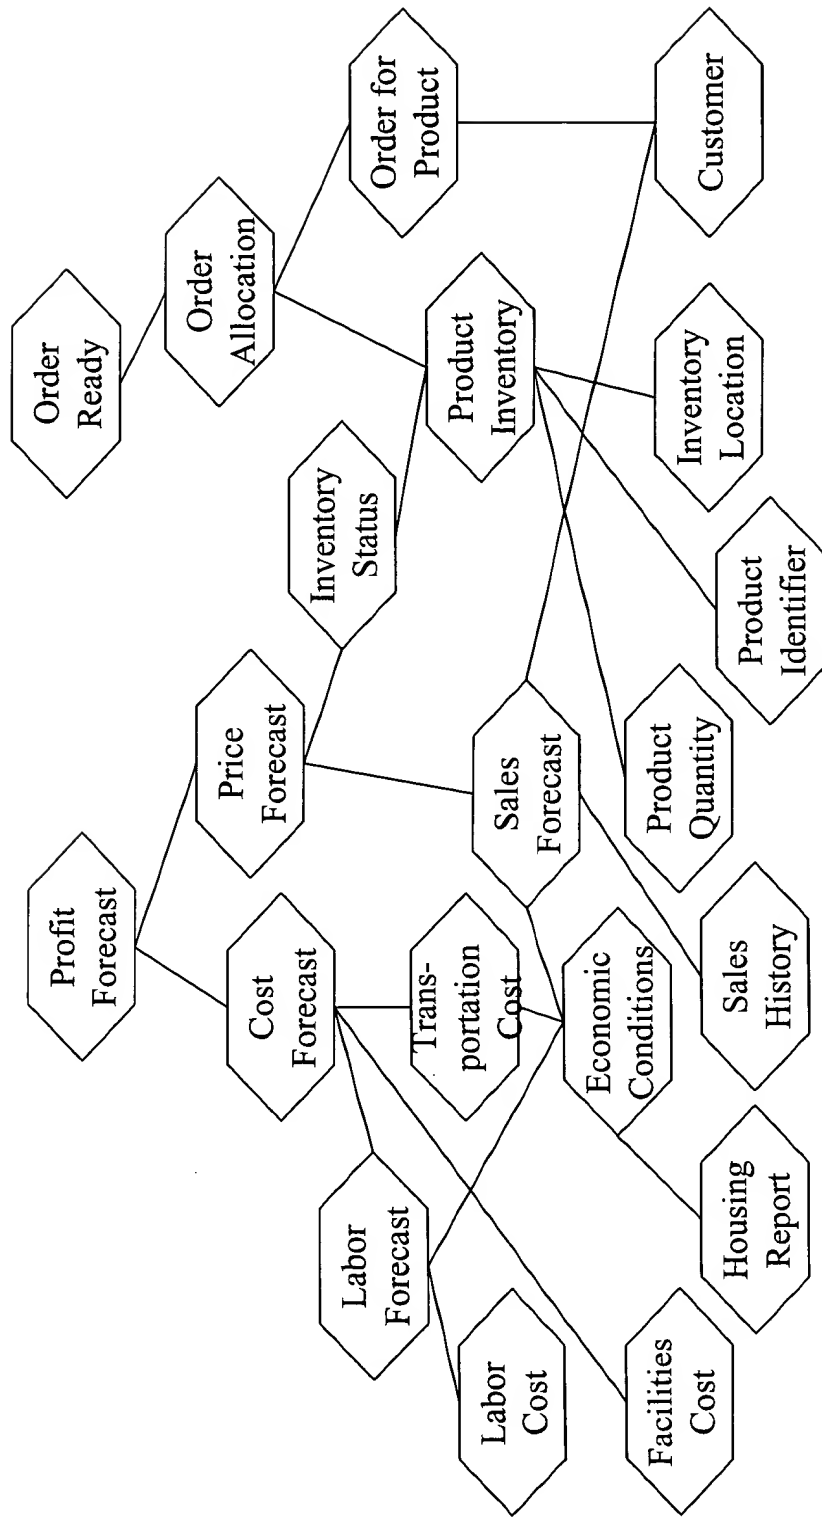 Order
Ready
Profit
Forecast
Order
Allocation
Price
Forecast
Cost
Forecast
Order for
Product
Inventory
Status
Labor
Forecast
Product
Inventory
Trans-
portation
Cost
Sales
Forecast
Labor
Cost
Economic
Conditions
Customer
Inventory
Location
Product
Quantity
Facilities
Cost
Sales
History
Housing
Report
Product
Identifier